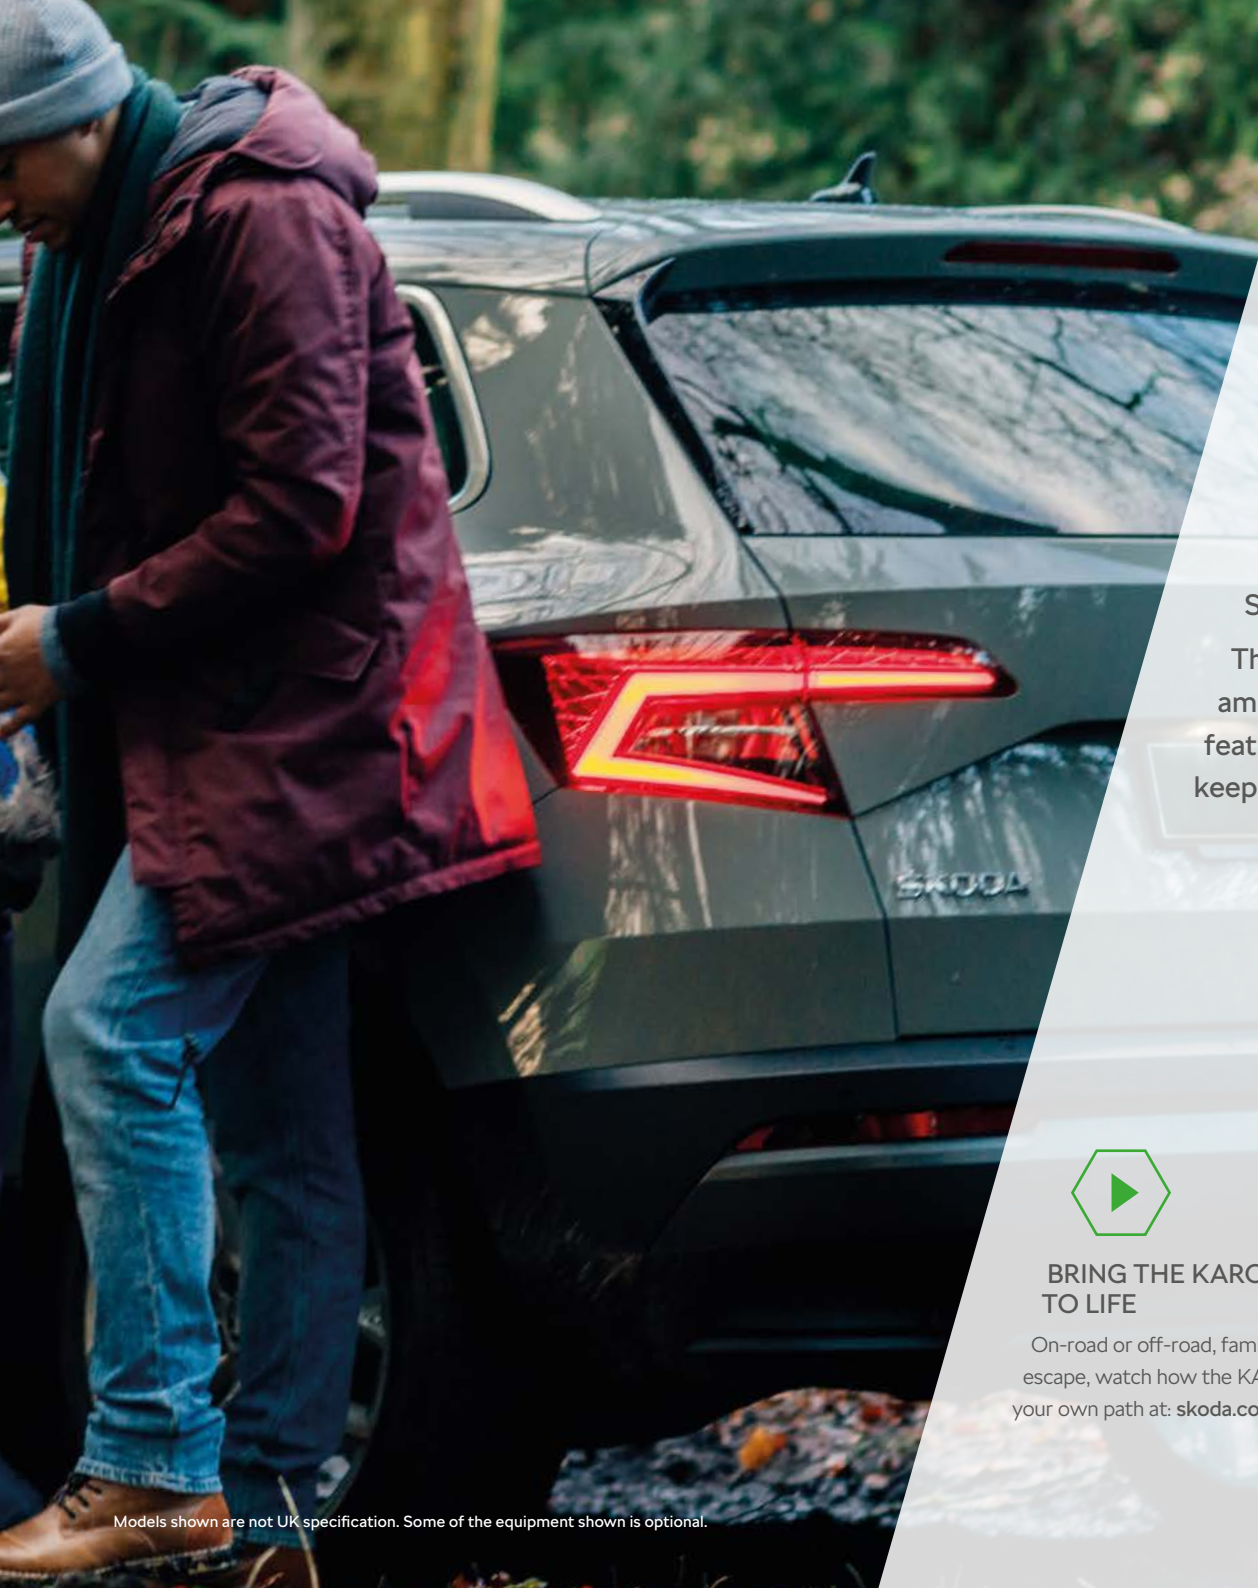 Th
am
feat
keep
SKODA
BRING THE KARO
TO LIFE
On-road or off-road, fam
escape, watch how the KA
your own path at: skoda.co
Models shown are not UK specification. Some of the equipment shown is optional.